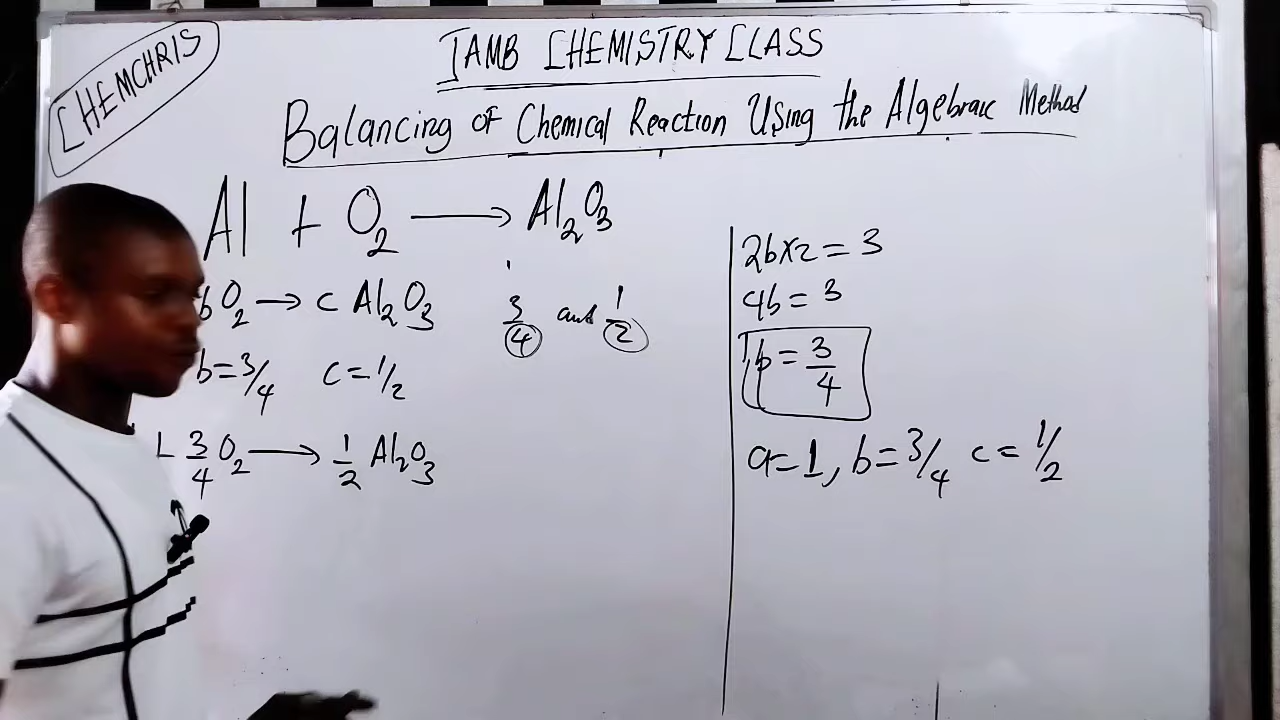 CHEMCHRIS
JAMB CHEMISTRY CLASS
Balancing of Chemical Reaction Using the Algebraic Method
Al + O₂ → Al₂O₃
bO₂ → c Al₂O₃
3/4 and 1/2
b=3/4 c=1/2
3/4 O₂ → 1/2 Al₂O₃
2b×2 = 3
4b = 3
b = 3/4
a=1, b=3/4 c=1/2